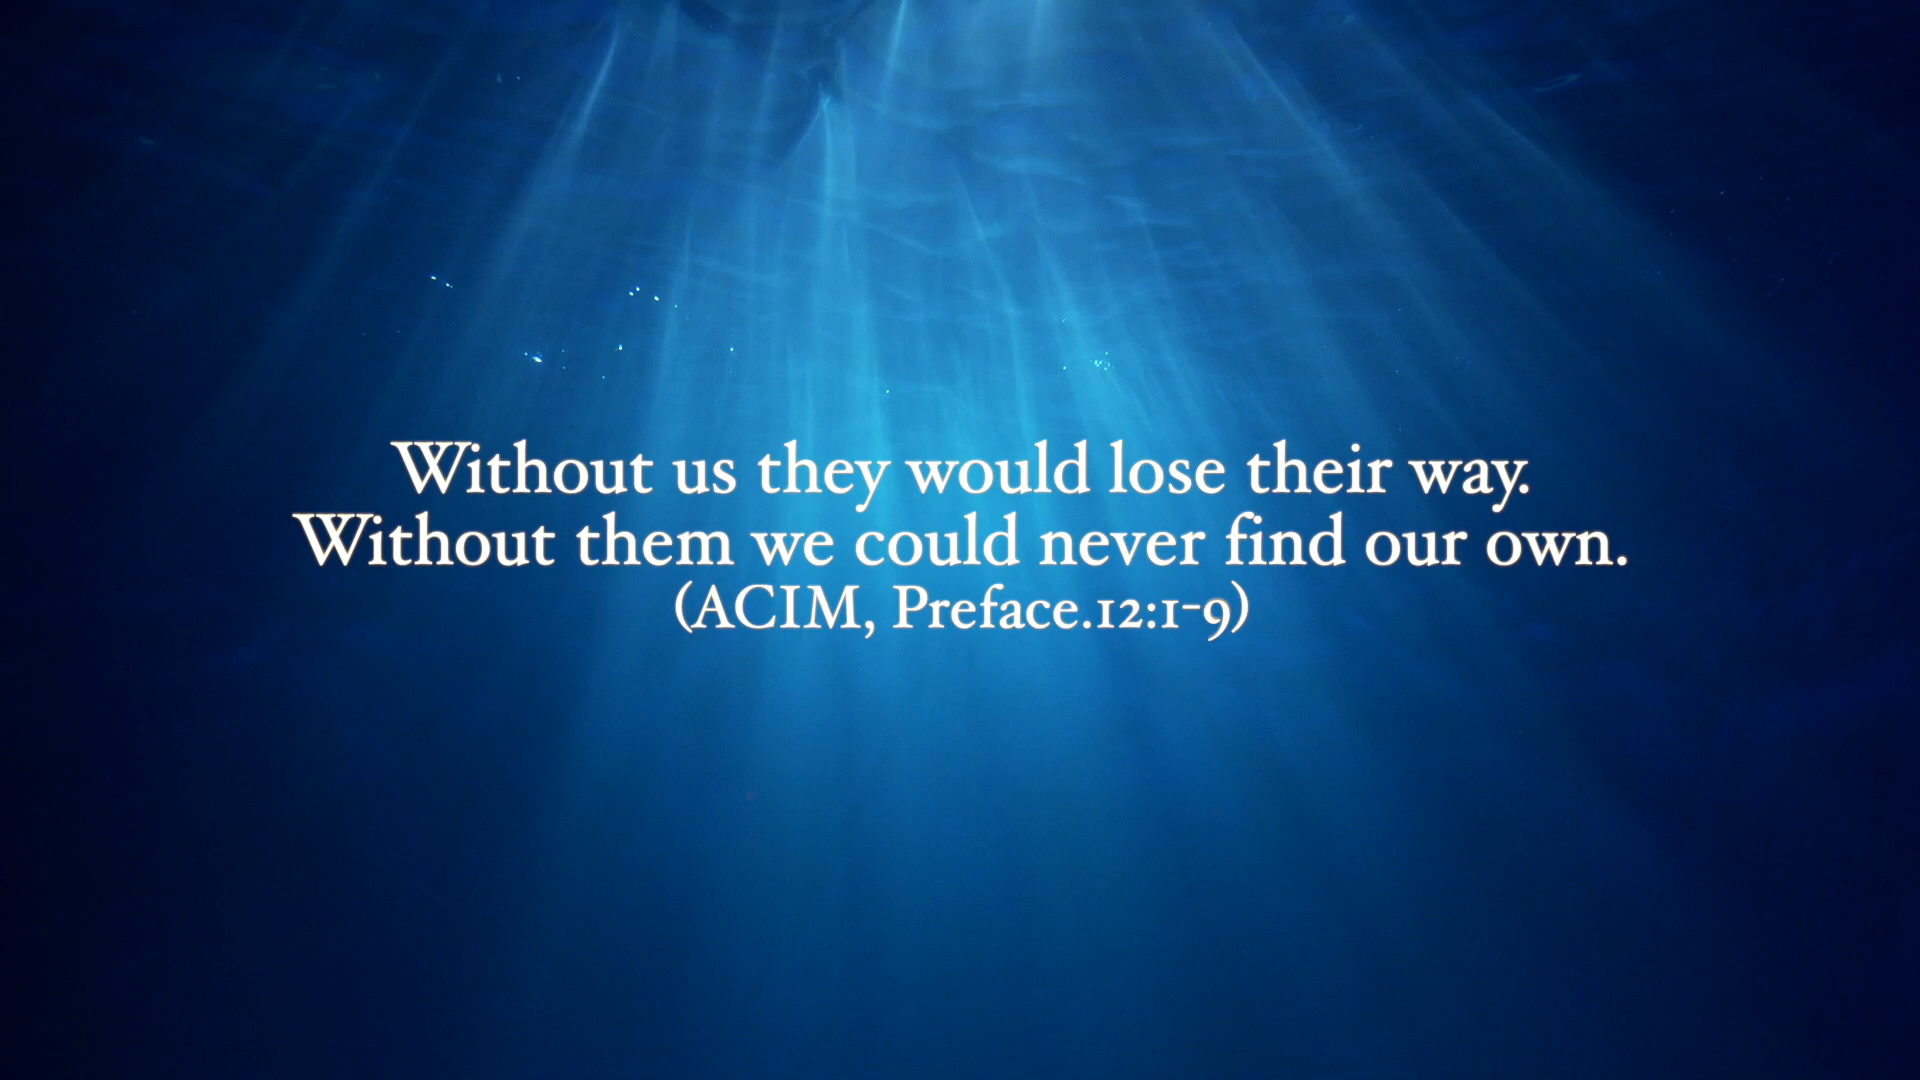 Without us they would lose their way.
Without them we could never find our own.
(ACIM, Preface.12:1-9)